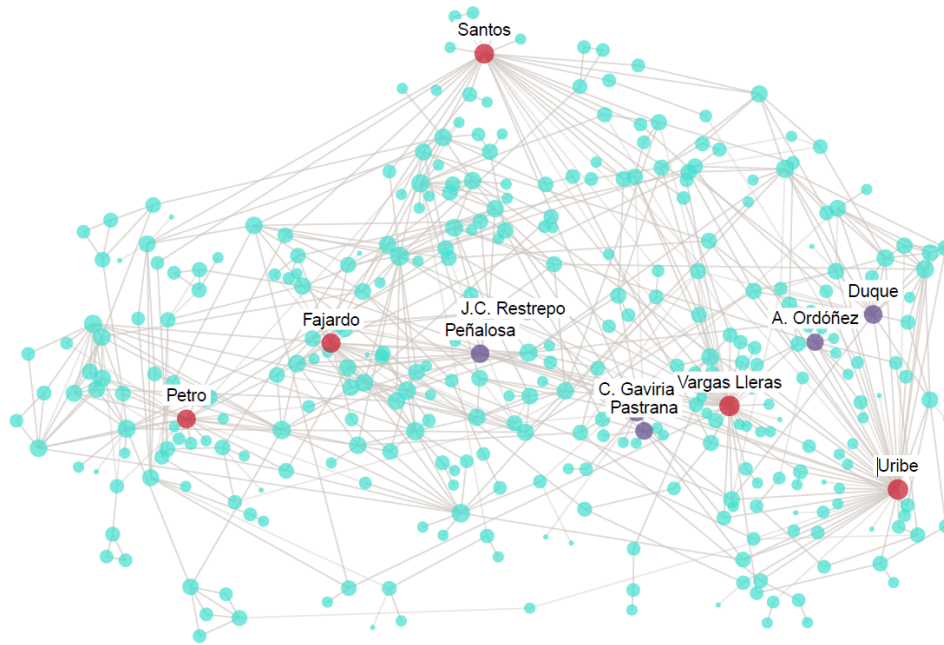 Santos
Duque
J.C. Restrepo
Fajardo
Peñalosa
A. Ordóñez
Petro
C. Gaviria
Vargas Lleras
Pastrana
Uribe